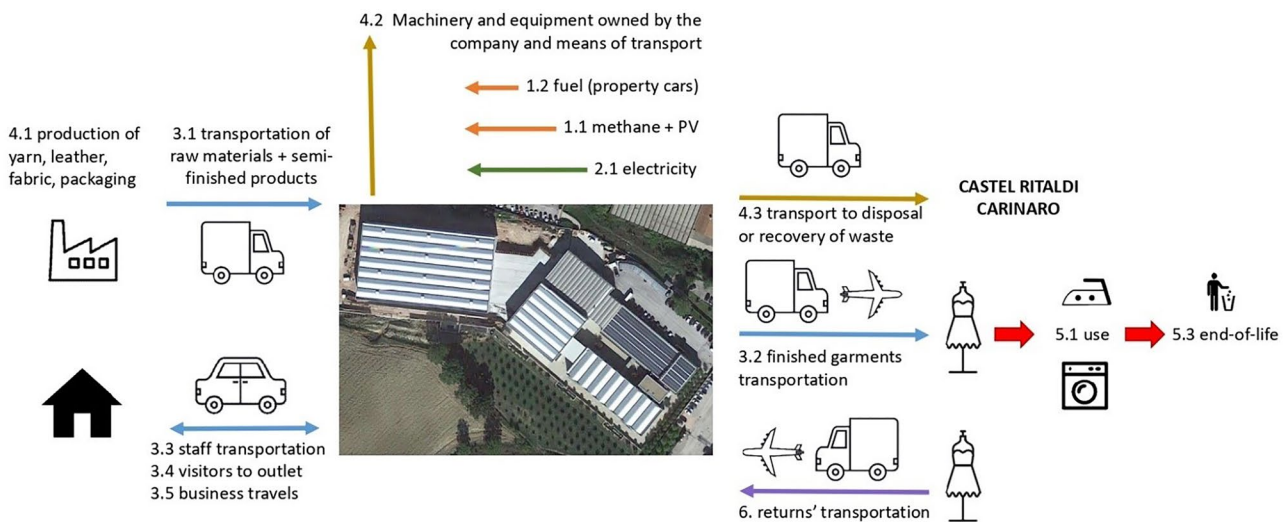 4.2 Machinery and equipment owned by the
company and means of transport
1.2 fuel (property cars)
1.1 methane + PV
2.1 electricity
4.1 production of
yarn, leather,
fabric, packaging
3.1 transportation of
raw materials + semi-
finished products
4.3 transport to disposal
or recovery of waste
CASTEL RITALDI
CARINARO
3.2 finished garments
transportation
5.1 use
5.3 end-of-life
3.3 staff transportation
3.4 visitors to outlet
3.5 business travels
6. returns' transportation